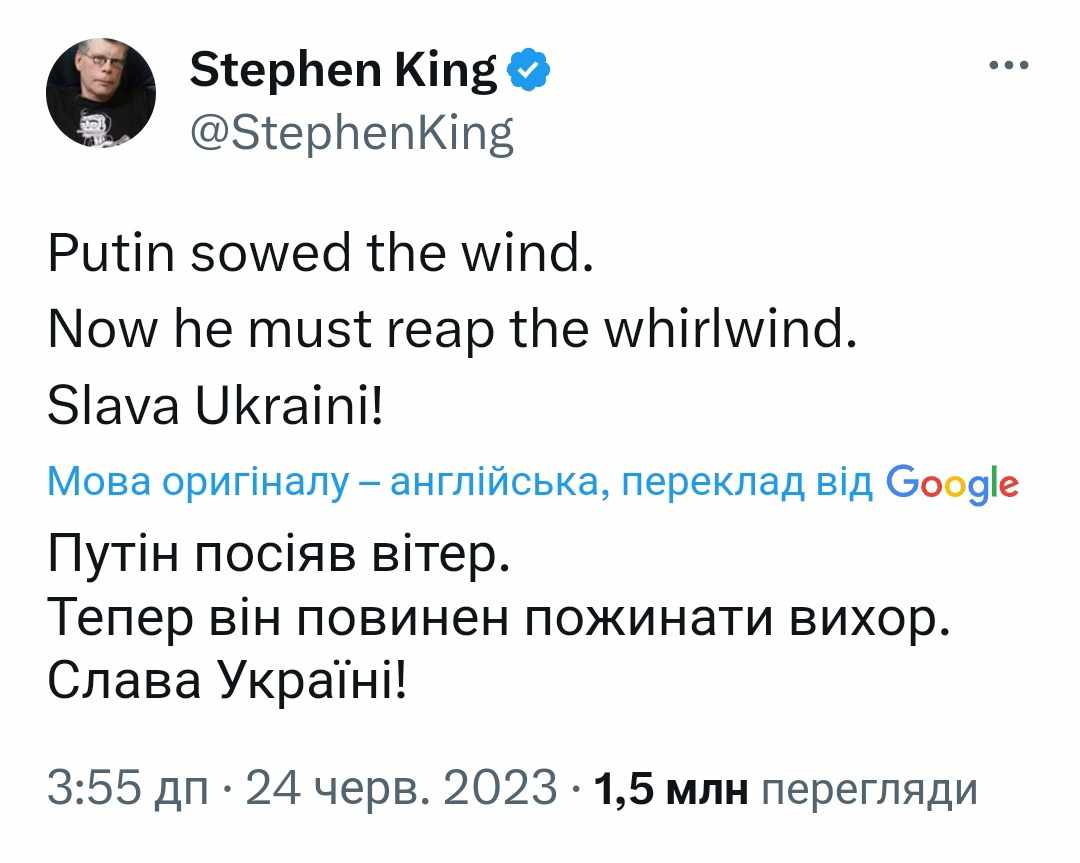 Stephen King
@StephenKing
Putin sowed the wind.
Now he must reap the whirlwind.
Slava Ukraini!
Мова оригіналу – англійська, переклад від Google
Путін посіяв вітер.
Тепер він повинен пожинати вихор.
Слава Україні!
3:55 дп · 24 черв. 2023 · 1,5 млн перегляди